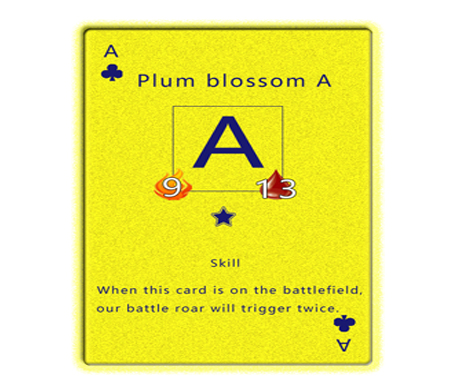 A
Plum blossom A
A
9
13
Skill
When this card is on the battlefield,
our battle roar will trigger twice.
A